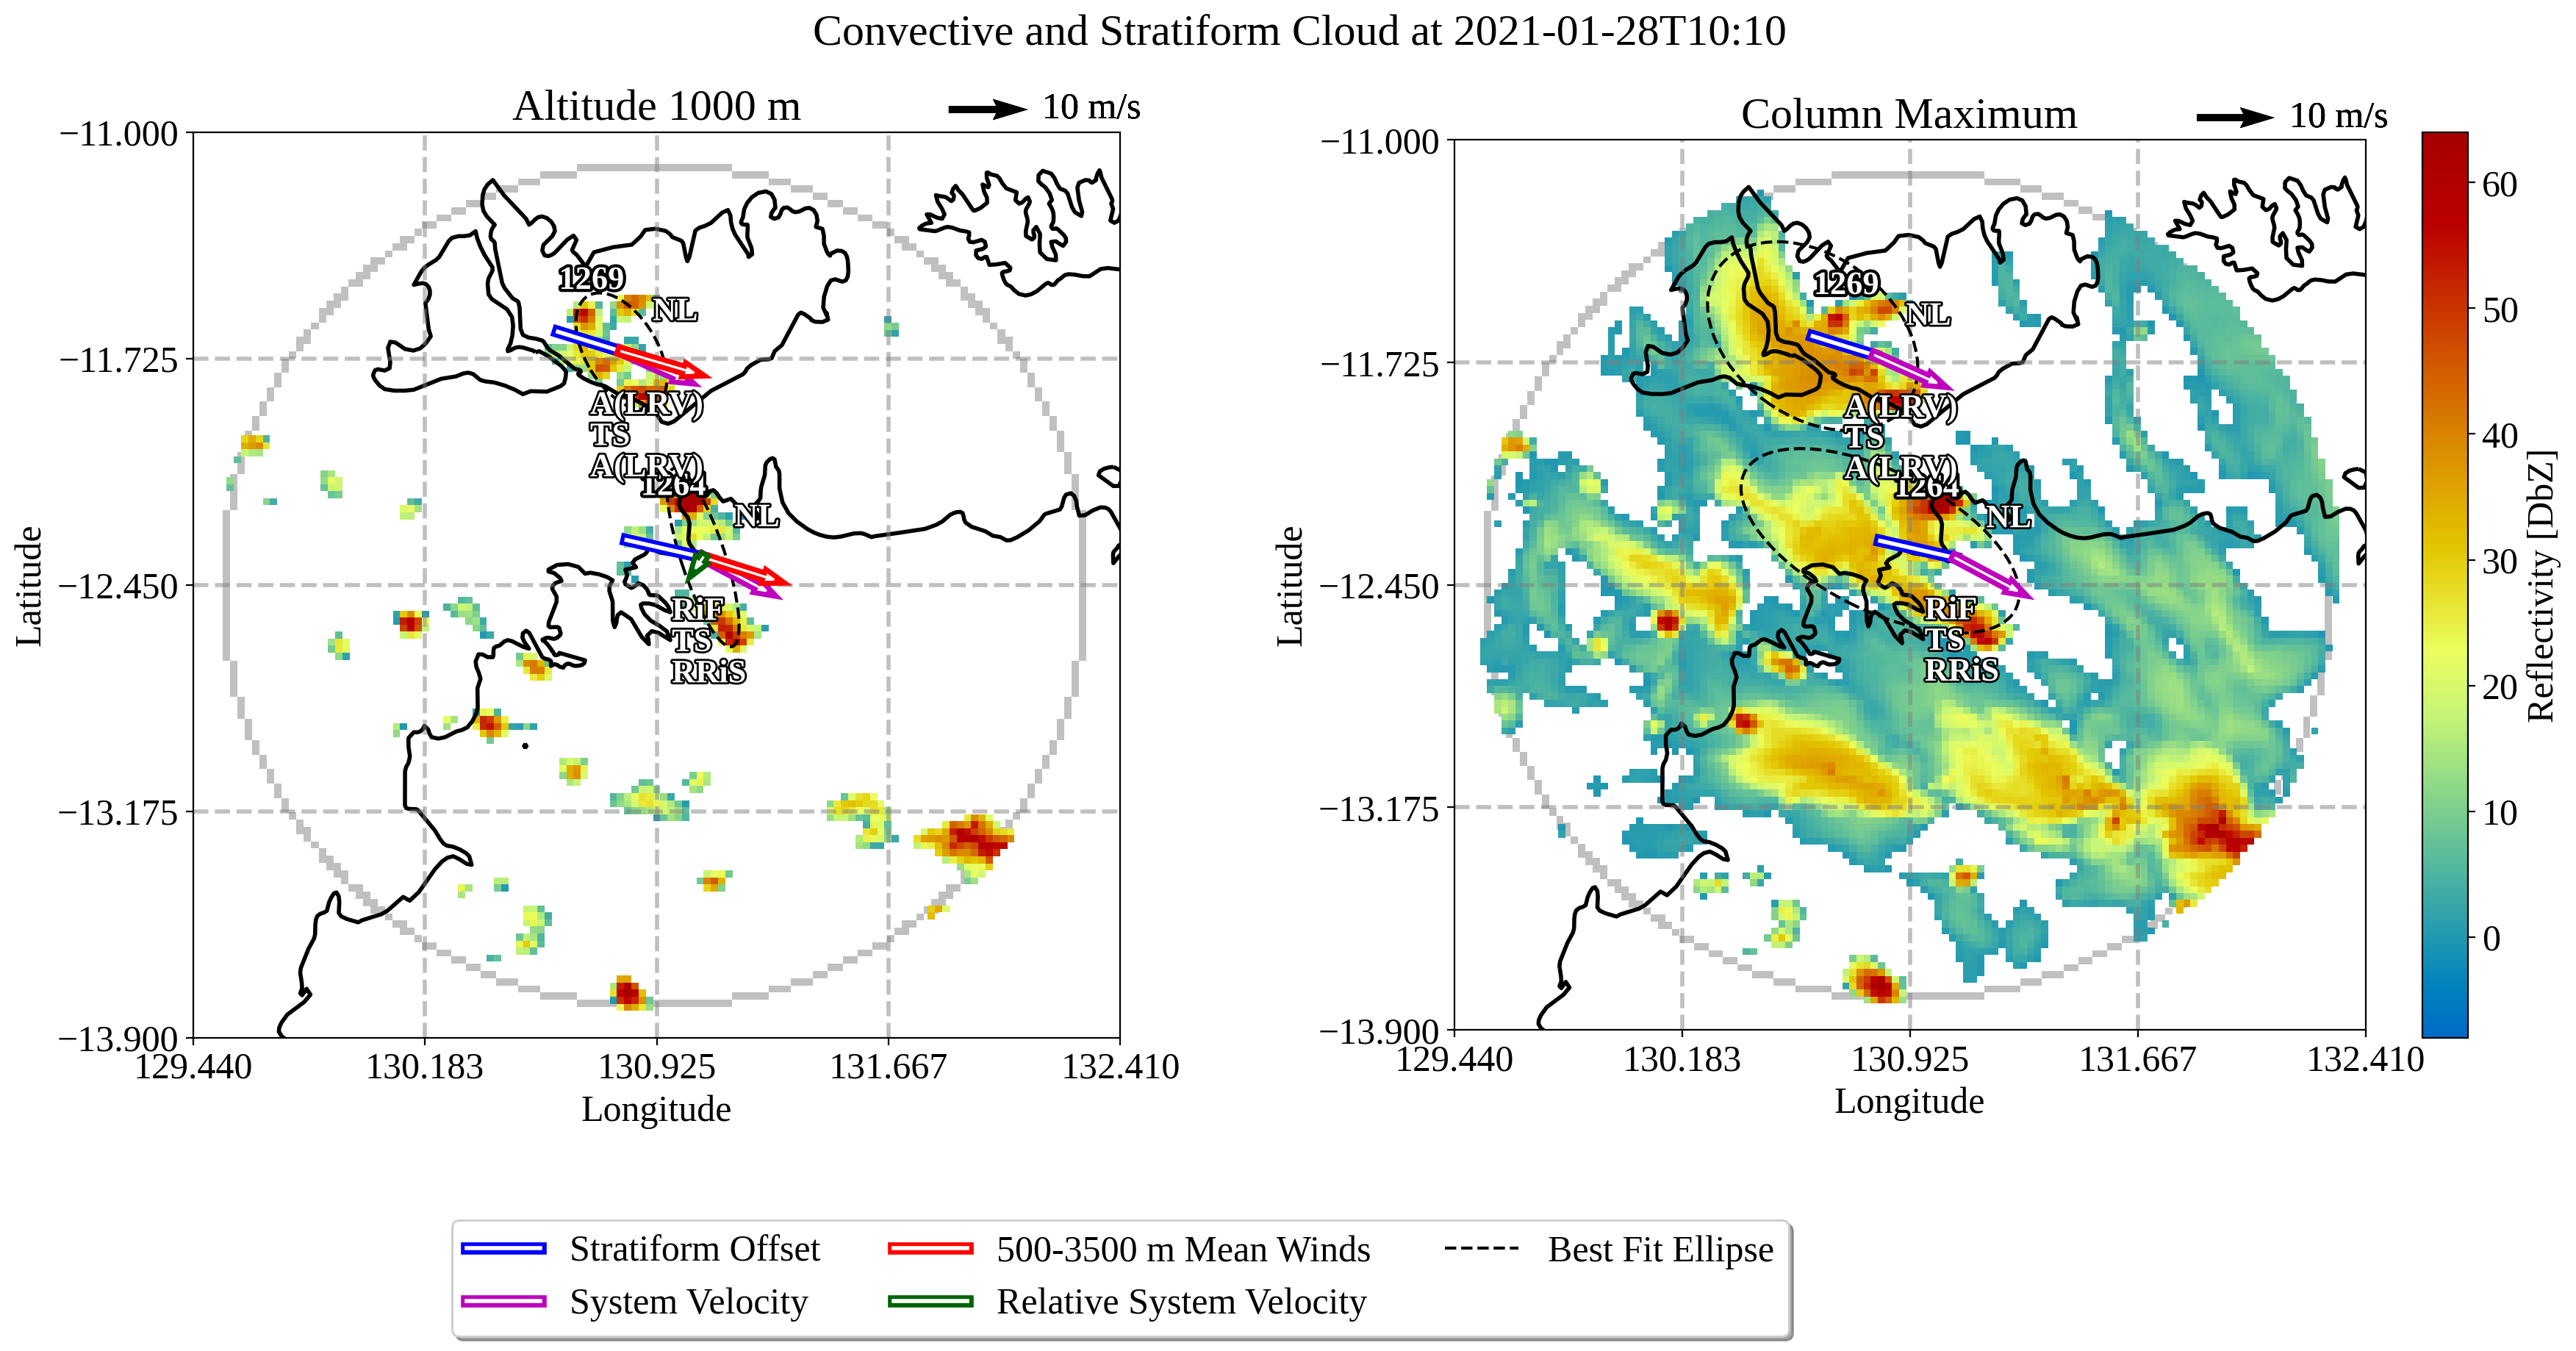 Convective and Stratiform Cloud at 2021-01-28T10:10
Altitude 1000 m
10 m/s
−11.000
−11.725
−12.450
−13.175
−13.900
Latitude
129.440
130.183
130.925
131.667
132.410
Longitude
1269
NL
A(LRV)
TS
A(LRV)
1264
NL
RiF
TS
RRiS
Column Maximum
10 m/s
−11.000
−11.725
−12.450
−13.175
−13.900
Latitude
129.440
130.183
130.925
131.667
132.410
Longitude
1269
NL
A(LRV)
TS
A(LRV)
1264
NL
RiF
TS
RRiS
60
50
40
30
20
10
0
Reflectivity [DbZ]
Stratiform Offset
System Velocity
500-3500 m Mean Winds
Relative System Velocity
Best Fit Ellipse